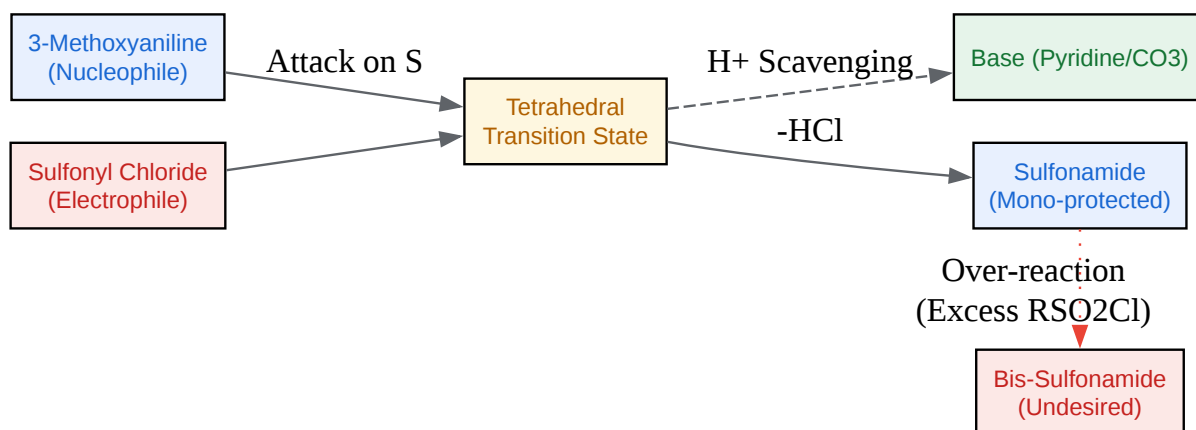 3-Methoxyaniline
(Nucleophile)
Attack on S
Sulfonyl Chloride
(Electrophile)
Tetrahedral
Transition State
H+ Scavenging
Base (Pyridine/CO3)
-HCl
Sulfonamide
(Mono-protected)
Over-reaction
(Excess RSO2Cl)
Bis-Sulfonamide
(Undesired)